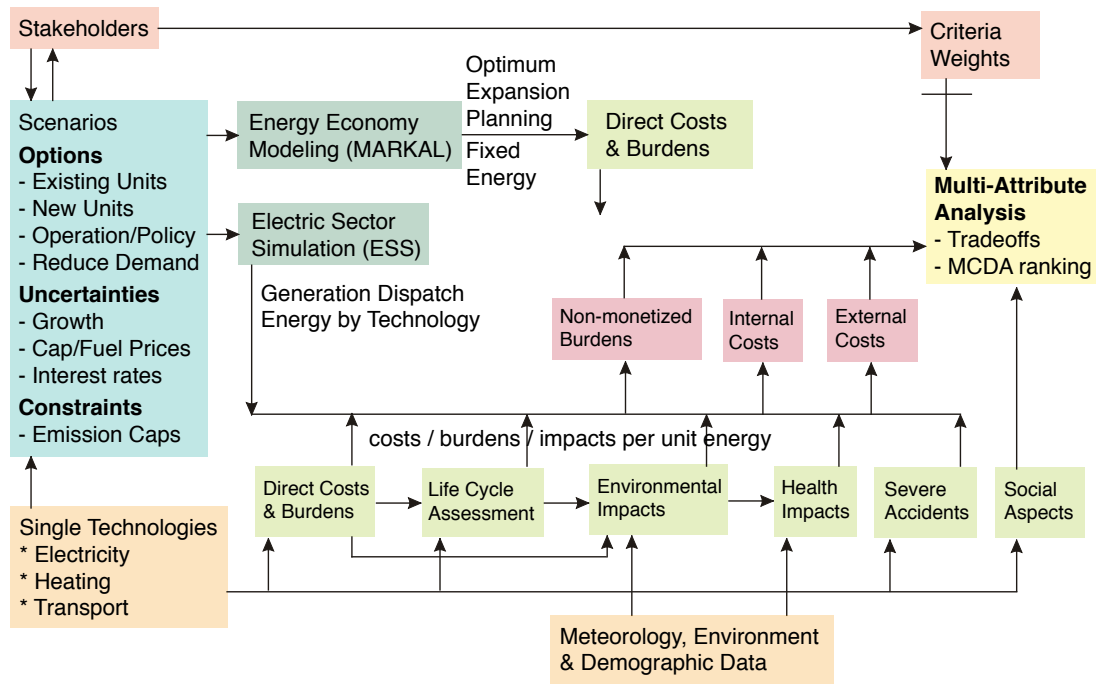 Stakeholders
Criteria
Weights
Scenarios
Options
- Existing Units
- New Units
- Operation/Policy
- Reduce Demand
Uncertainties
- Growth
- Cap/Fuel Prices
- Interest rates
Constraints
- Emission Caps
Energy Economy
Modeling (MARKAL)
Optimum
Expansion
Planning
Fixed
Energy
Direct Costs
& Burdens
Electric Sector
Simulation (ESS)
Generation Dispatch
Energy by Technology
Multi-Attribute
Analysis
- Tradeoffs
- MCDA ranking
Non-monetized
Burdens
Internal
Costs
External
Costs
costs / burdens / impacts per unit energy
Direct Costs
& Burdens
Life Cycle
Assessment
Environmental
Impacts
Health
Impacts
Severe
Accidents
Social
Aspects
Single Technologies
* Electricity
* Heating
* Transport
Meteorology, Environment
& Demographic Data